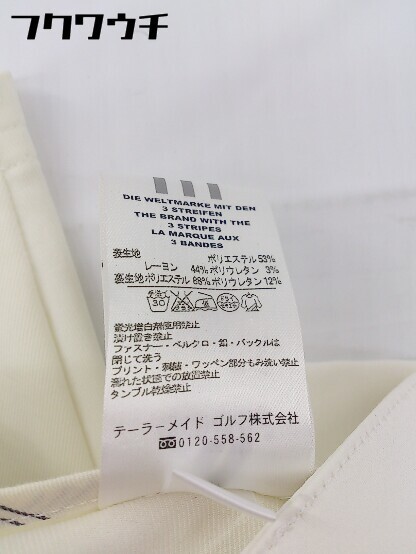 フクワウチ
DIE WELTMARKE MIT DEN
3 STREIFEN
THE BRAND WITH THE
3 STRIPES
LA MARQUE AUX
3 BANDES
表生地 ポリエステル 53%
レーヨン 44% ポリウレタン 3%
裏生地 ポリエステル 88% ポリウレタン 12%
30
蛍光増白剤使用禁止
漬け置き禁止
ファスナー・ベルクロ・釦・バックルは
閉じて洗う
プリント・刺繍・ワッペン部分もみ洗い禁止
濡れた状態での放置禁止
タンブル乾燥禁止
テーラーメイド ゴルフ株式会社
0120-558-562